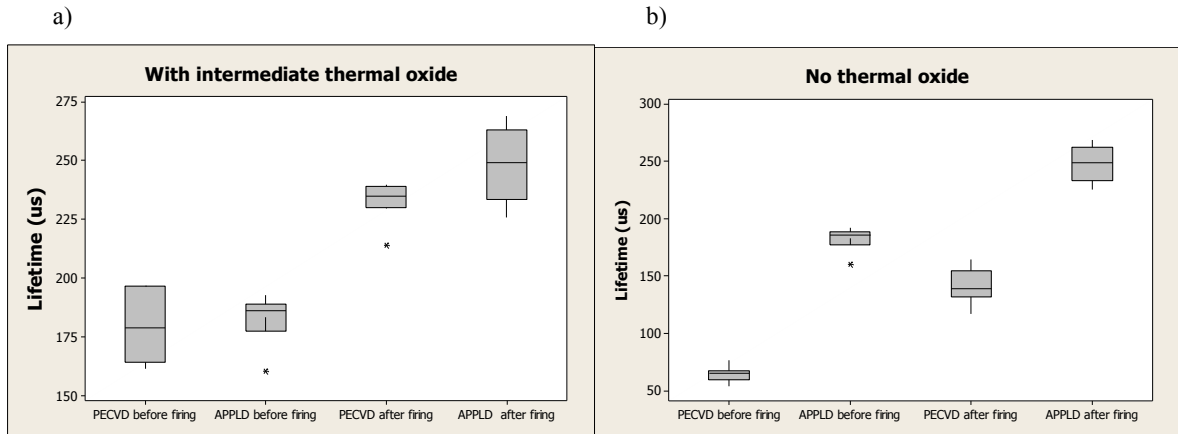 a)
b)
With intermediate thermal oxide
Lifetime (us)
275
250
225
200
175
150
*
*
PECVD before firing APPLD before firing PECVD after firing APPLD after firing
No thermal oxide
Lifetime (us)
300
250
200
150
100
50
*
PECVD before firing APPLD before firing PECVD after firing APPLD after firing